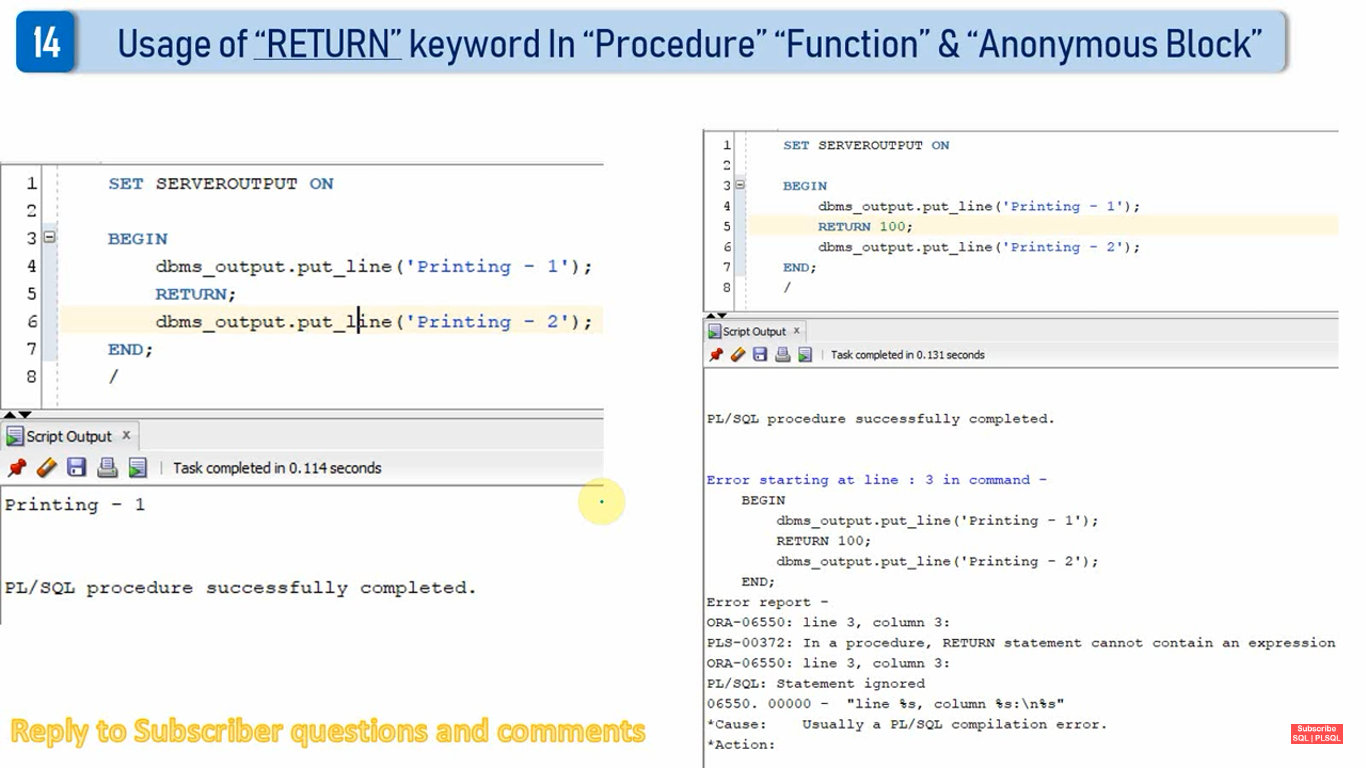 14
Usage of “RETURN” keyword In “Procedure” “Function” & “Anonymous Block”
1 SET SERVEROUTPUT ON
2
3 BEGIN
4 dbms_output.put_line('Printing - 1');
5 RETURN;
6 dbms_output.put_line('Printing - 2');
7 END;
8 /
Script Output x
Task completed in 0.114 seconds
Printing - 1
PL/SQL procedure successfully completed.
Reply to Subscriber questions and comments
1 SET SERVEROUTPUT ON
2
3 BEGIN
4 dbms_output.put_line('Printing - 1');
5 RETURN 100;
6 dbms_output.put_line('Printing - 2');
7 END;
8 /
Script Output x
Task completed in 0.131 seconds
PL/SQL procedure successfully completed.
Error starting at line : 3 in command -
BEGIN
dbms_output.put_line('Printing - 1');
RETURN 100;
dbms_output.put_line('Printing - 2');
END;
Error report -
ORA-06550: line 3, column 3:
PLS-00372: In a procedure, RETURN statement cannot contain an expression
ORA-06550: line 3, column 3:
PL/SQL: Statement ignored
06550. 00000 - "line %s, column %s:\n%s"
*Cause: Usually a PL/SQL compilation error.
*Action:
Subscribe
SQL | PLSQL